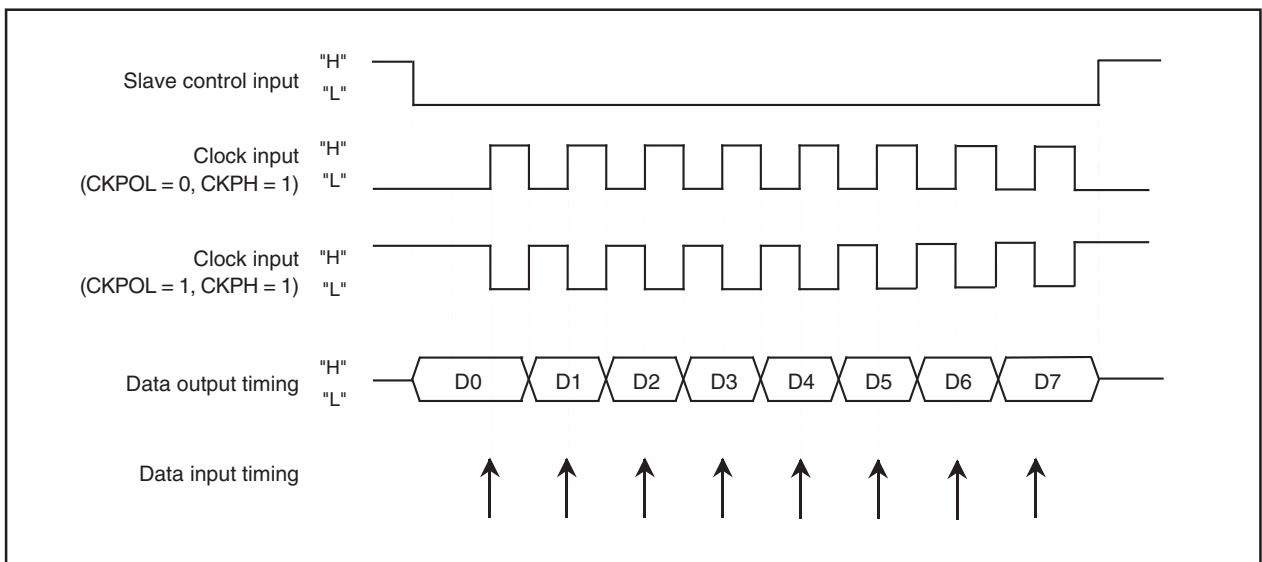 Slave control input
"H"
"L"
Clock input
(CKPOL = 0, CKPH = 1)
"H"
"L"
Clock input
(CKPOL = 1, CKPH = 1)
"H"
"L"
Data output timing
"H"
"L"
D0 D1 D2 D3 D4 D5 D6 D7
Data input timing